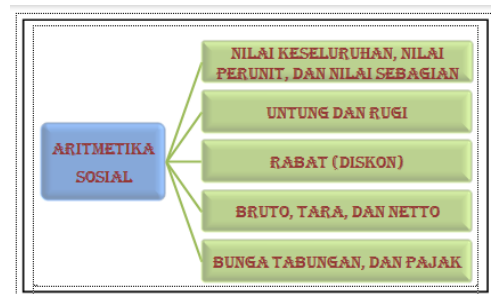 ARITMETIKA
SOSIAL
NILAI KESELURUHAN, NILAI
PERUNIT, DAN NILAI SEBAGIAN
UNTUNG DAN RUGI
RABAT (DISKON)
BRUTO, TARA, DAN NETTO
BUNGA TABUNGAN, DAN PAJAK